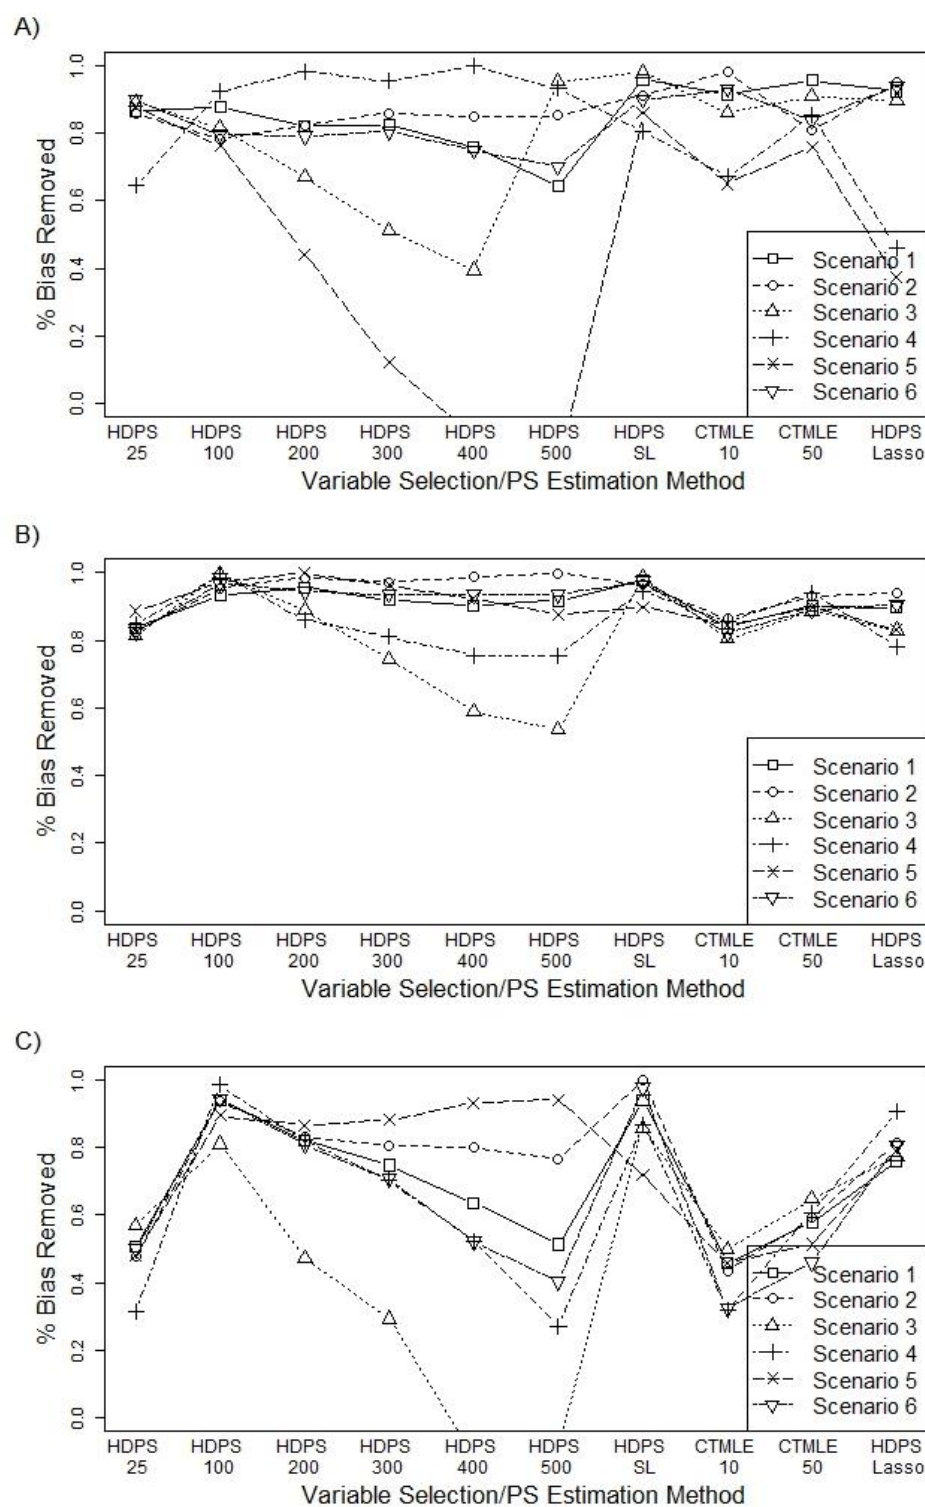 A)
% Bias Removed
1.0
0.8
0.6
0.4
0.2
0.0
Scenario 1
Scenario 2
Scenario 3
Scenario 4
Scenario 5
Scenario 6
HDPS HDPS HDPS HDPS HDPS HDPS HDPS CTMLE CTMLE HDPS
25 100 200 300 400 500 SL 10 50 Lasso
Variable Selection/PS Estimation Method
B)
% Bias Removed
1.0
0.8
0.6
0.4
0.2
0.0
Scenario 1
Scenario 2
Scenario 3
Scenario 4
Scenario 5
Scenario 6
HDPS HDPS HDPS HDPS HDPS HDPS HDPS CTMLE CTMLE HDPS
25 100 200 300 400 500 SL 10 50 Lasso
Variable Selection/PS Estimation Method
C)
% Bias Removed
1.0
0.8
0.6
0.4
0.2
0.0
Scenario 1
Scenario 2
Scenario 3
Scenario 4
Scenario 5
Scenario 6
HDPS HDPS HDPS HDPS HDPS HDPS HDPS CTMLE CTMLE HDPS
25 100 200 300 400 500 SL 10 50 Lasso
Variable Selection/PS Estimation Method